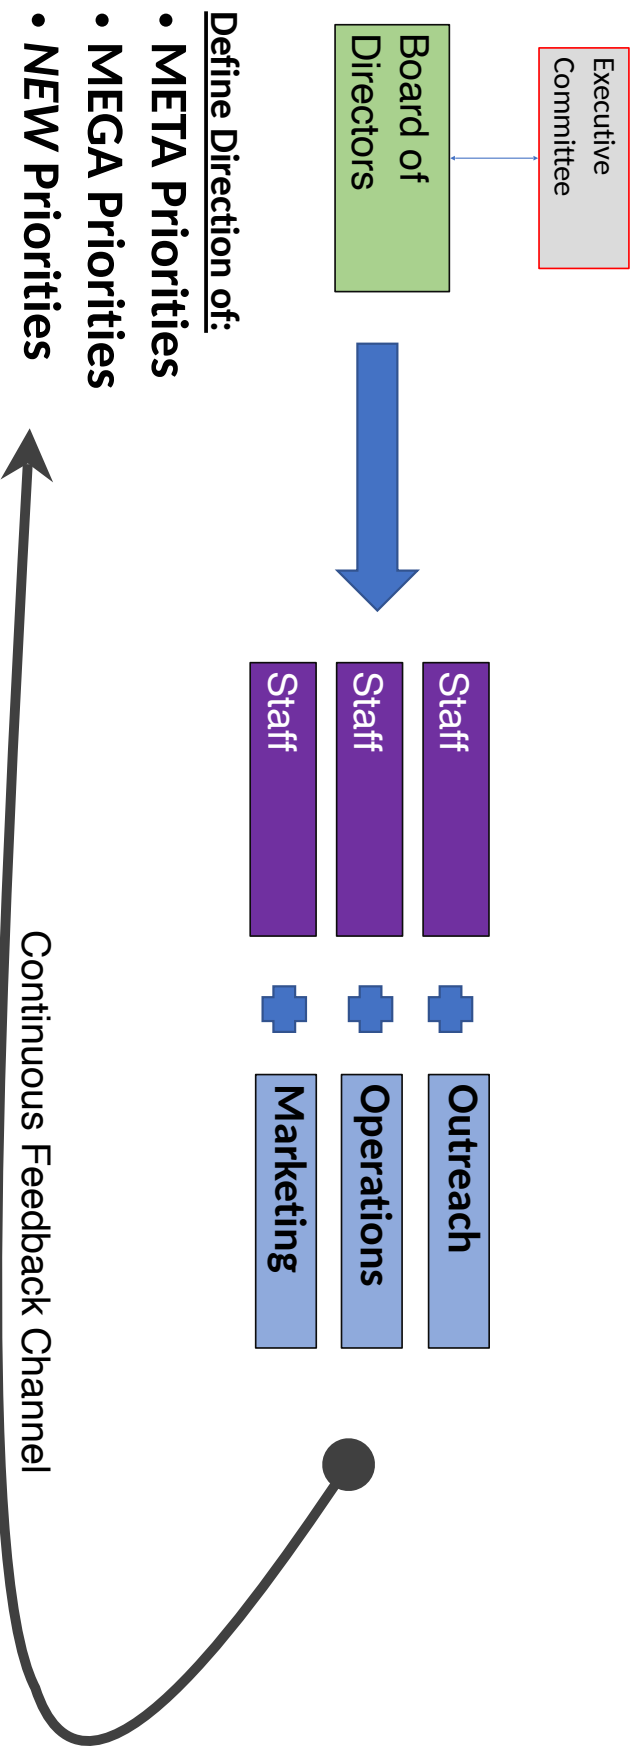 Executive
Committee
Board of
Directors
Define Direction of:
• META Priorities
• MEGA Priorities
• NEW Priorities
Staff
Staff
Staff
Outreach
Operations
Marketing
Continuous Feedback Channel